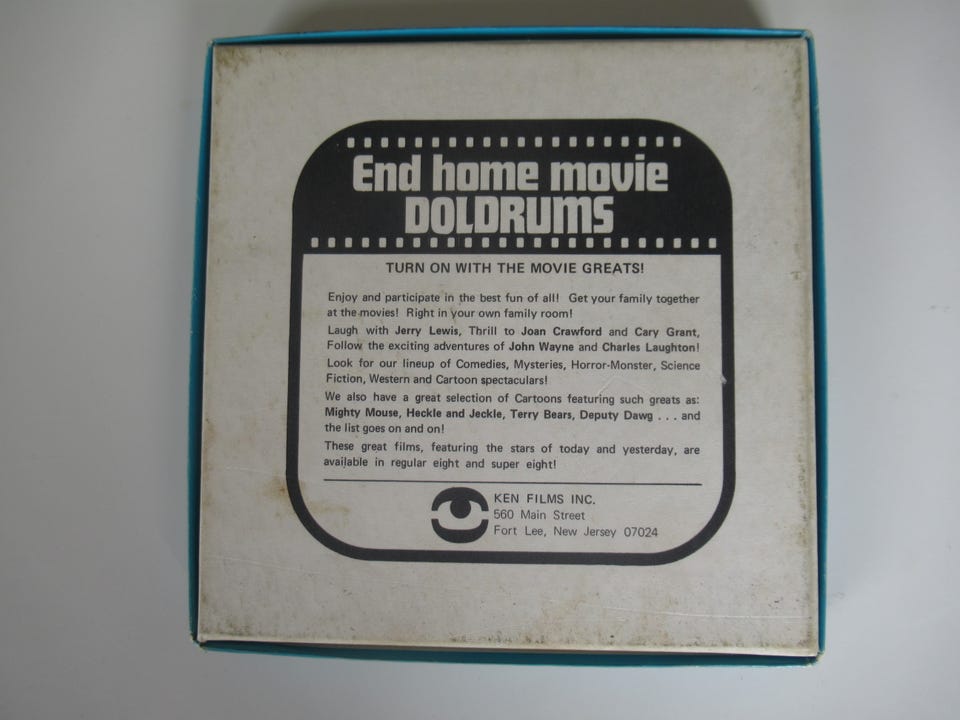 End home movie
DOLDRUMS
TURN ON WITH THE MOVIE GREATS!
Enjoy and participate in the best fun of all! Get your family together
at the movies! Right in your own family room!
Laugh with Jerry Lewis, Thrill to Joan Crawford and Cary Grant,
Follow the exciting adventures of John Wayne and Charles Laughton!
Look for our lineup of Comedies, Mysteries, Horror-Monster, Science
Fiction, Western and Cartoon spectaculars!
We also have a great selection of Cartoons featuring such greats as:
Mighty Mouse, Heckle and Jeckle, Terry Bears, Deputy Dawg . . . and
the list goes on and on!
These great films, featuring the stars of today and yesterday, are
available in regular eight and super eight!
KEN FILMS INC.
560 Main Street
Fort Lee, New Jersey 07024